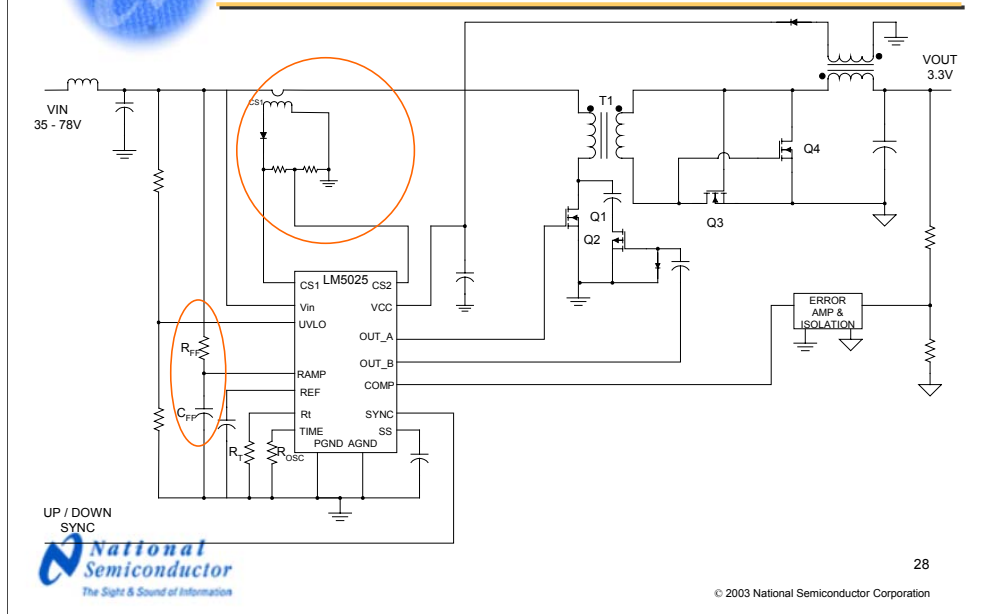 VOUT
3.3V
VIN
35 - 78V
CS1
T1
Q4
Q1
Q2
Q3
LM5025
CS1
CS2
Vin
VCC
UVLO
OUT_A
ERROR
AMP &
ISOLATION
RFF
OUT_B
RAMP
COMP
REF
CFP
Rt
SYNC
TIME
SS
PGND AGND
RT
ROSC
UP / DOWN
SYNC
National
Semiconductor
The Sight & Sound of Information
28
© 2003 National Semiconductor Corporation